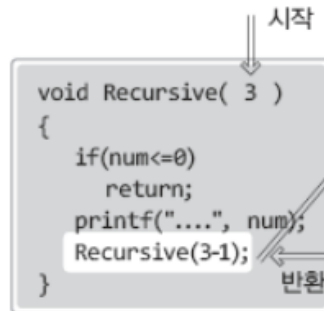 시작
void Recursive( 3 )
{
if(num<=0)
return;
printf("....", num);
Recursive(3-1);
반환
}